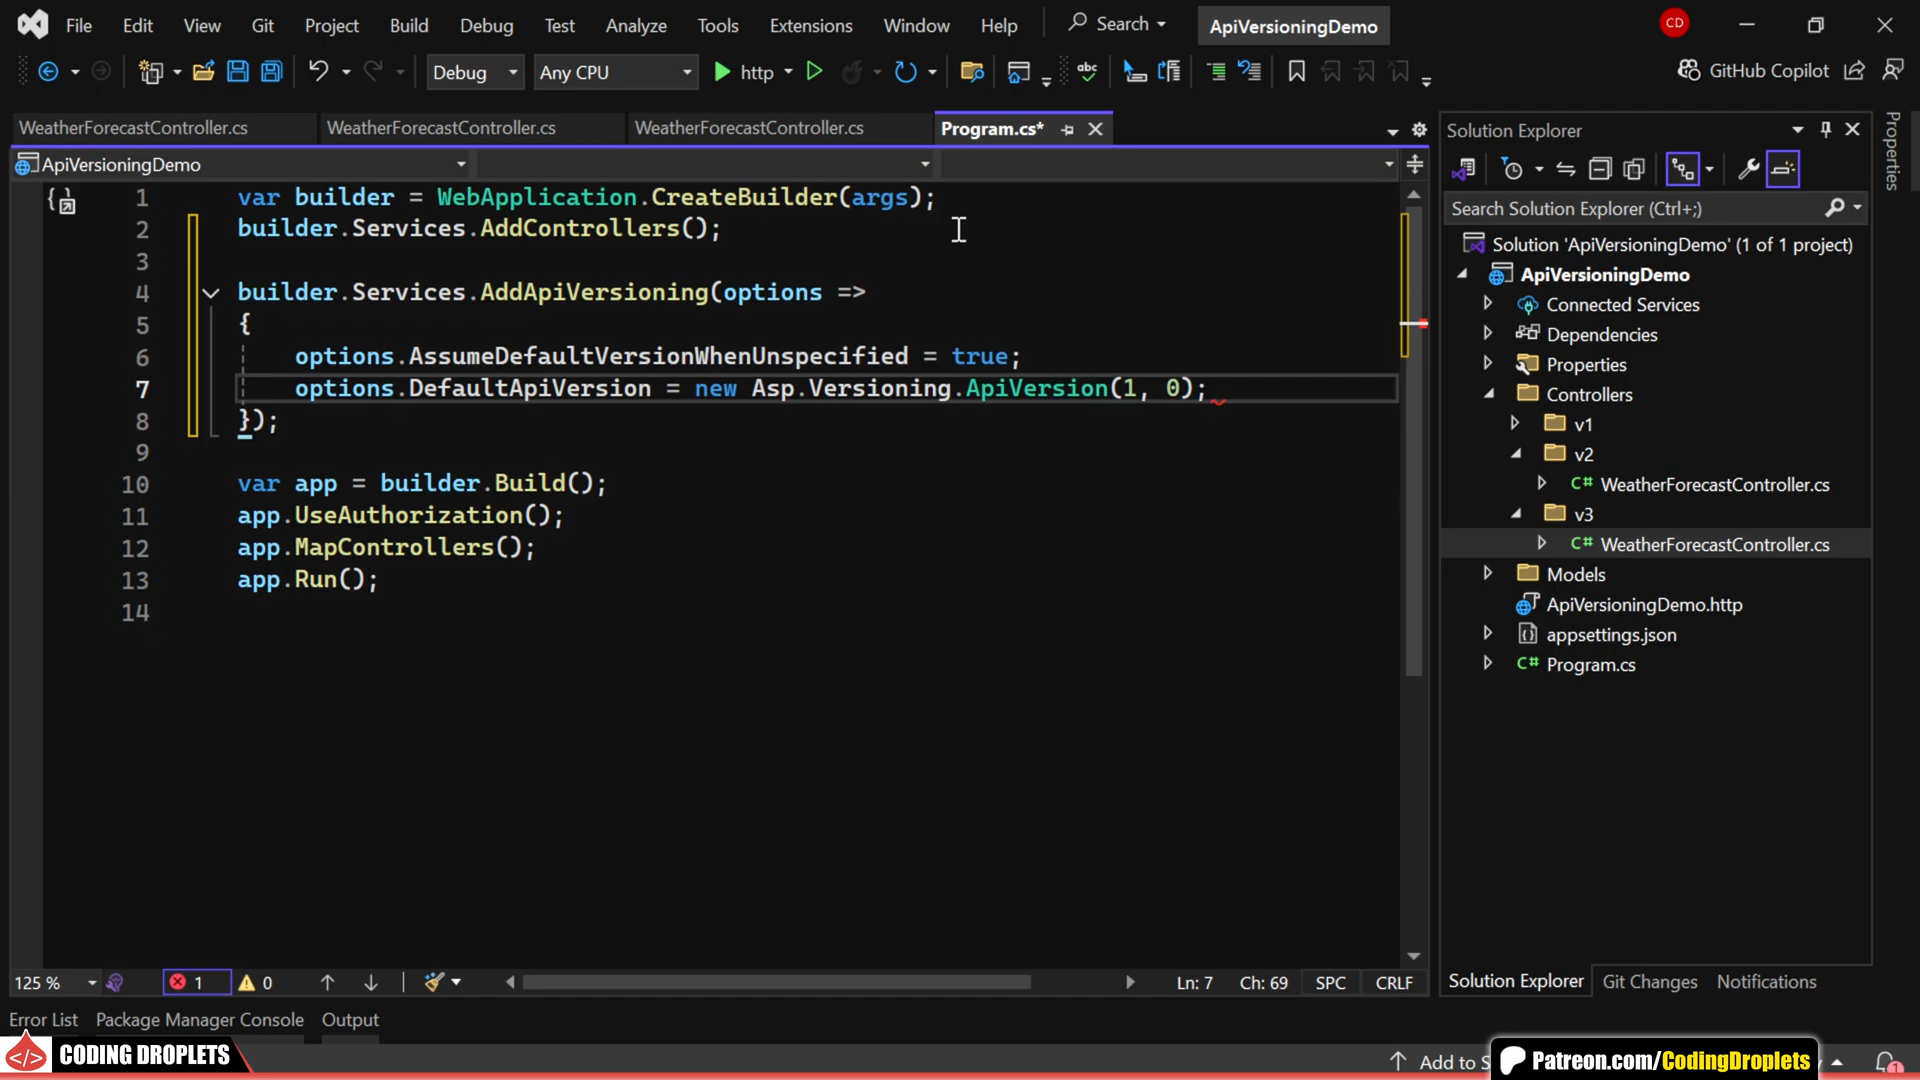 File Edit View Git Project Build Debug Test Analyze Tools Extensions Window Help Search ApiVersioningDemo CD
Debug Any CPU http GitHub Copilot
WeatherForecastController.cs WeatherForecastController.cs WeatherForecastController.cs Program.cs*
ApiVersioningDemo
1 var builder = WebApplication.CreateBuilder(args);
2 builder.Services.AddControllers();
3
4 builder.Services.AddApiVersioning(options =>
5 {
6 options.AssumeDefaultVersionWhenUnspecified = true;
7 options.DefaultApiVersion = new Asp.Versioning.ApiVersion(1, 0);
8 });
9
10 var app = builder.Build();
11 app.UseAuthorization();
12 app.MapControllers();
13 app.Run();
14
125 % 1 0 Ln: 7 Ch: 69 SPC CRLF
Error List Package Manager Console Output
Solution Explorer
Search Solution Explorer (Ctrl+;)
Solution 'ApiVersioningDemo' (1 of 1 project)
ApiVersioningDemo
Connected Services
Dependencies
Properties
Controllers
v1
v2
C# WeatherForecastController.cs
v3
C# WeatherForecastController.cs
Models
ApiVersioningDemo.http
appsettings.json
C# Program.cs
Solution Explorer Git Changes Notifications
Properties
CODING DROPLETS
Add to S
Patreon.com/CodingDroplets
1